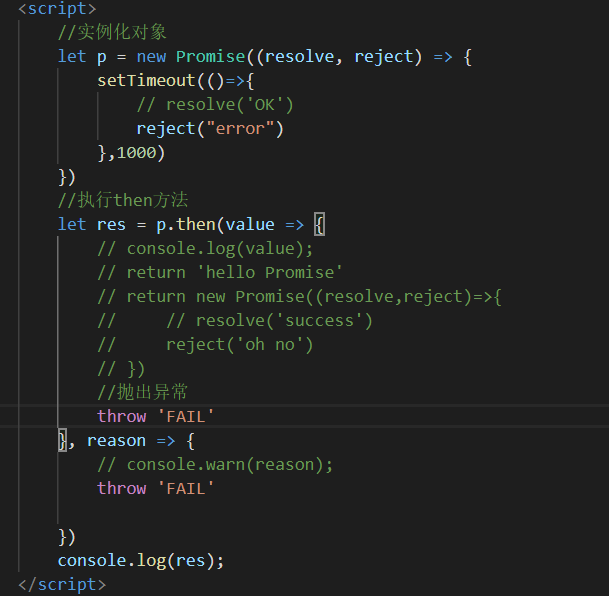 <script>
    //实例化对象
    let p = new Promise((resolve, reject) => {
        setTimeout(()=>{
            // resolve('OK')
            reject("error")
        },1000)
    })
    //执行then方法
    let res = p.then(value => {
        // console.log(value);
        // return 'hello Promise'
        // return new Promise((resolve,reject)=>{
        //     // resolve('success')
        //     reject('oh no')
        // })
        //抛出异常
        throw 'FAIL'
    }, reason => {
        // console.warn(reason);
        throw 'FAIL'
    })
    console.log(res);
</script>